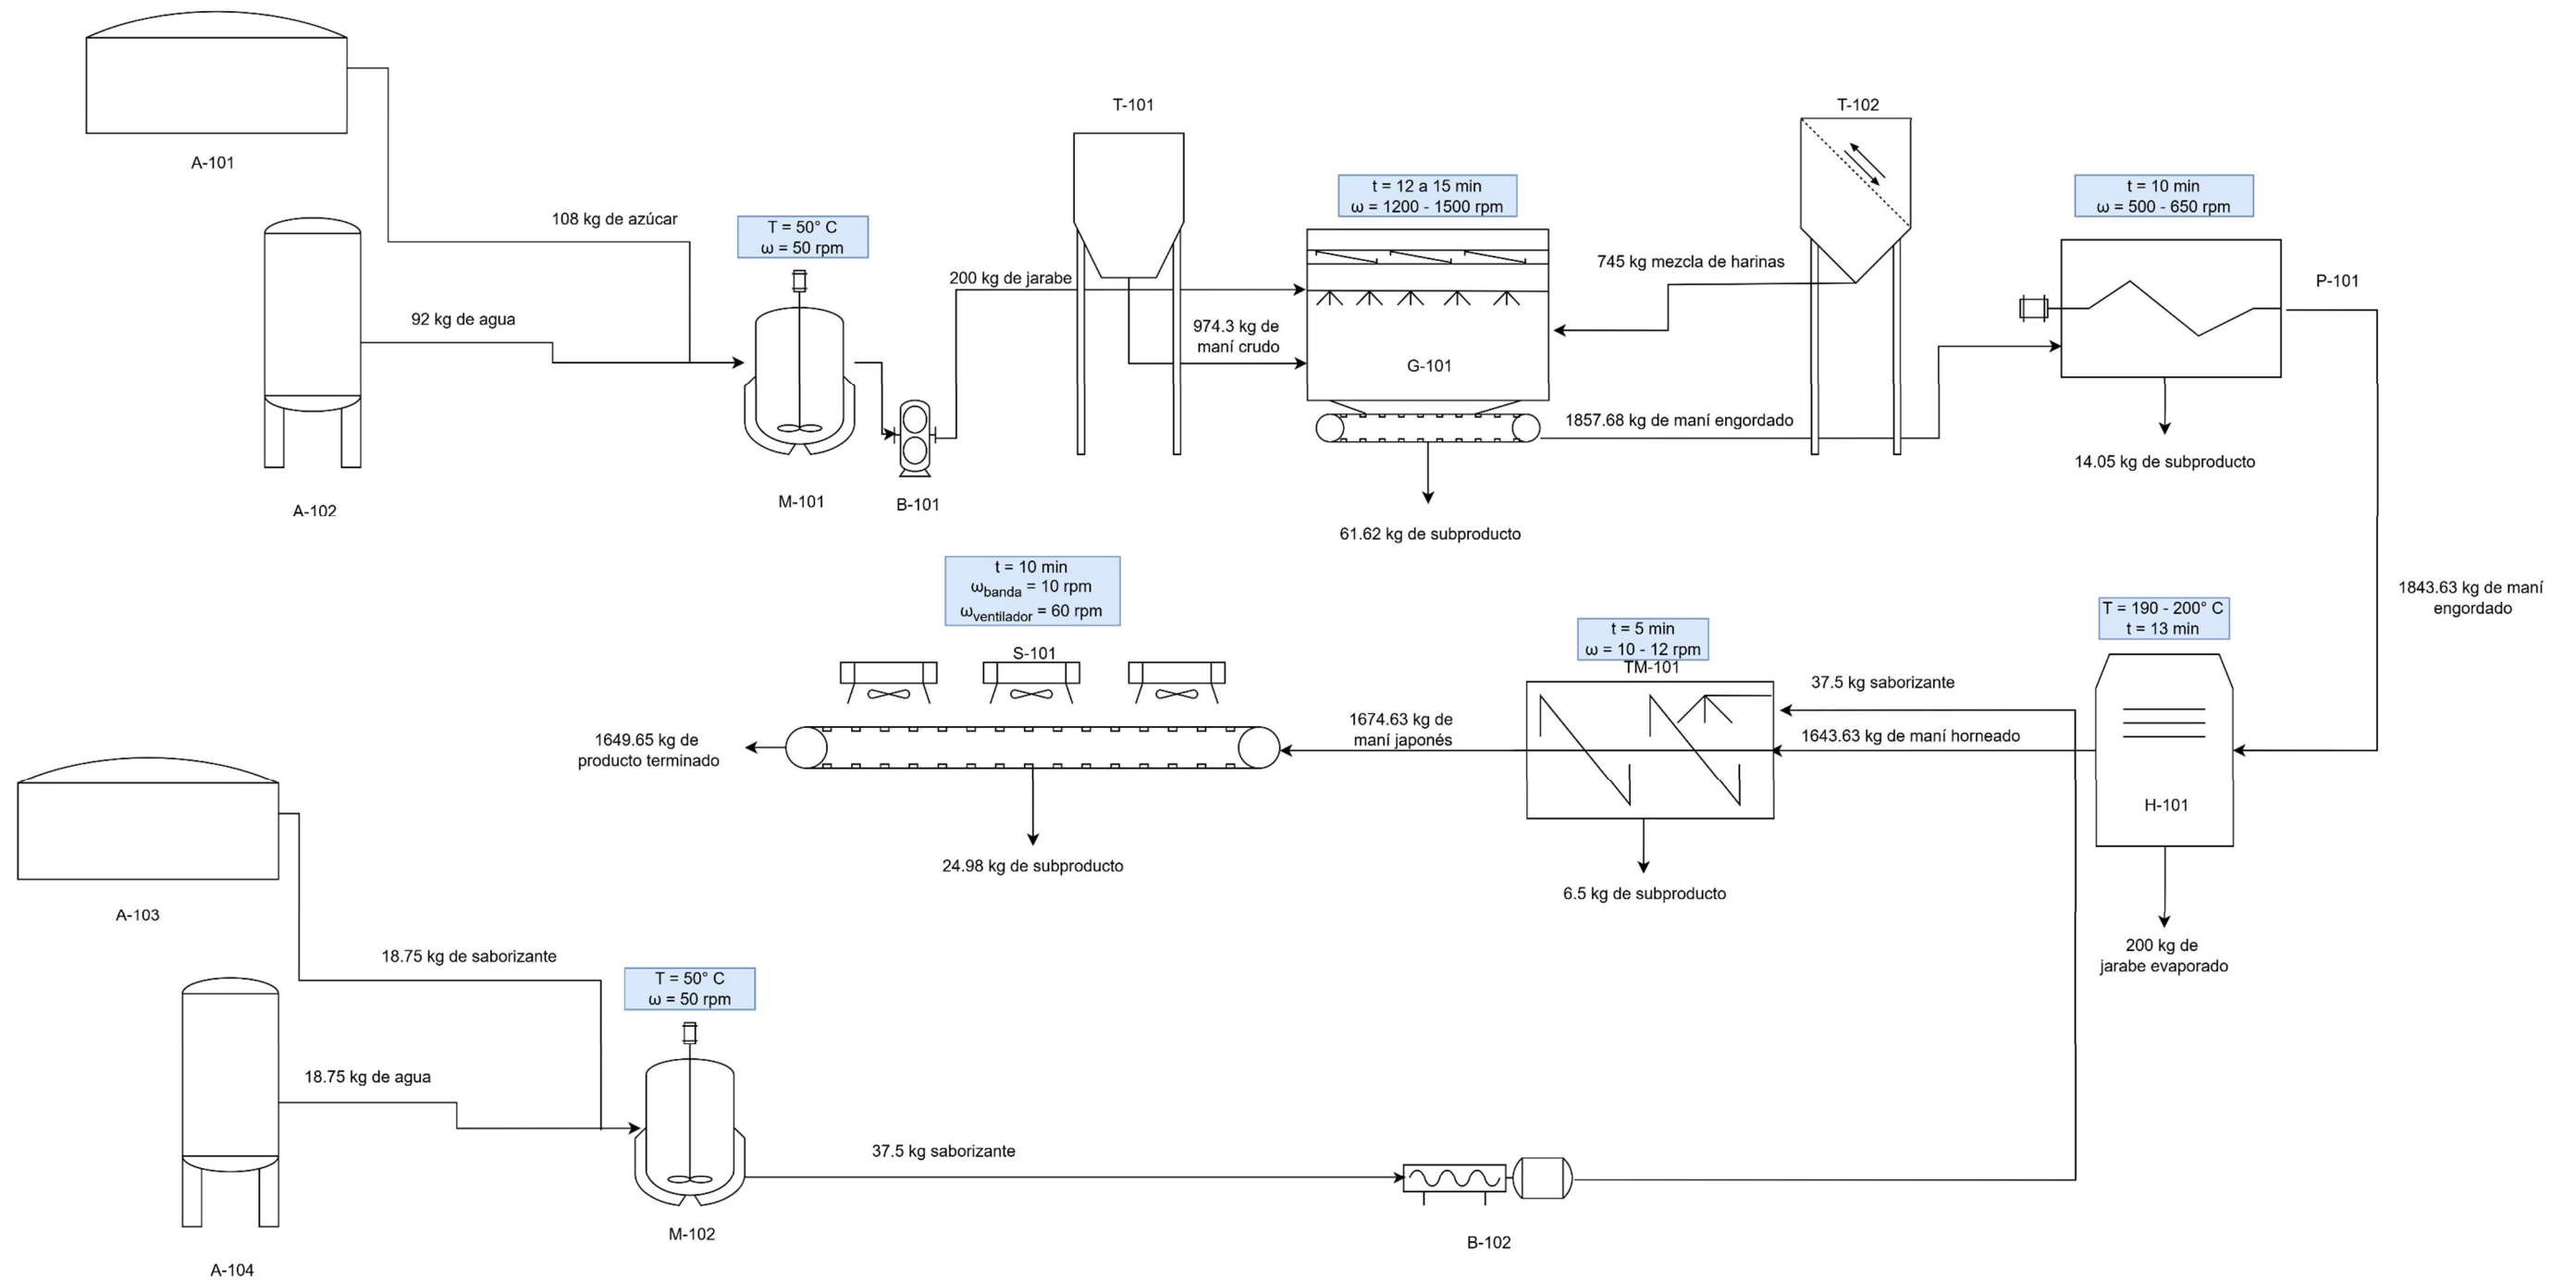 T-101
T-102
A-101
t = 12 a 15 min
ω = 1200 - 1500 rpm
t = 10 min
ω = 500 - 650 rpm
108 kg de azúcar
T = 50° C
ω = 50 rpm
745 kg mezcla de harinas
200 kg de jarabe
P-101
92 kg de agua
974.3 kg de
maní crudo
G-101
1857.68 kg de maní engordado
14.05 kg de subproducto
A-102
M-101
B-101
61.62 kg de subproducto
t = 10 min
ωbanda = 10 rpm
ωventilador = 60 rpm
S-101
1843.63 kg de maní
engordado
T = 190 - 200° C
t = 13 min
t = 5 min
ω = 10 - 12 rpm
TM-101
37.5 kg saborizante
1674.63 kg de
maní japonés
1643.63 kg de maní horneado
1649.65 kg de
producto terminado
H-101
24.98 kg de subproducto
6.5 kg de subproducto
A-103
200 kg de
jarabe evaporado
18.75 kg de saborizante
T = 50° C
ω = 50 rpm
18.75 kg de agua
37.5 kg saborizante
M-102
B-102
A-104